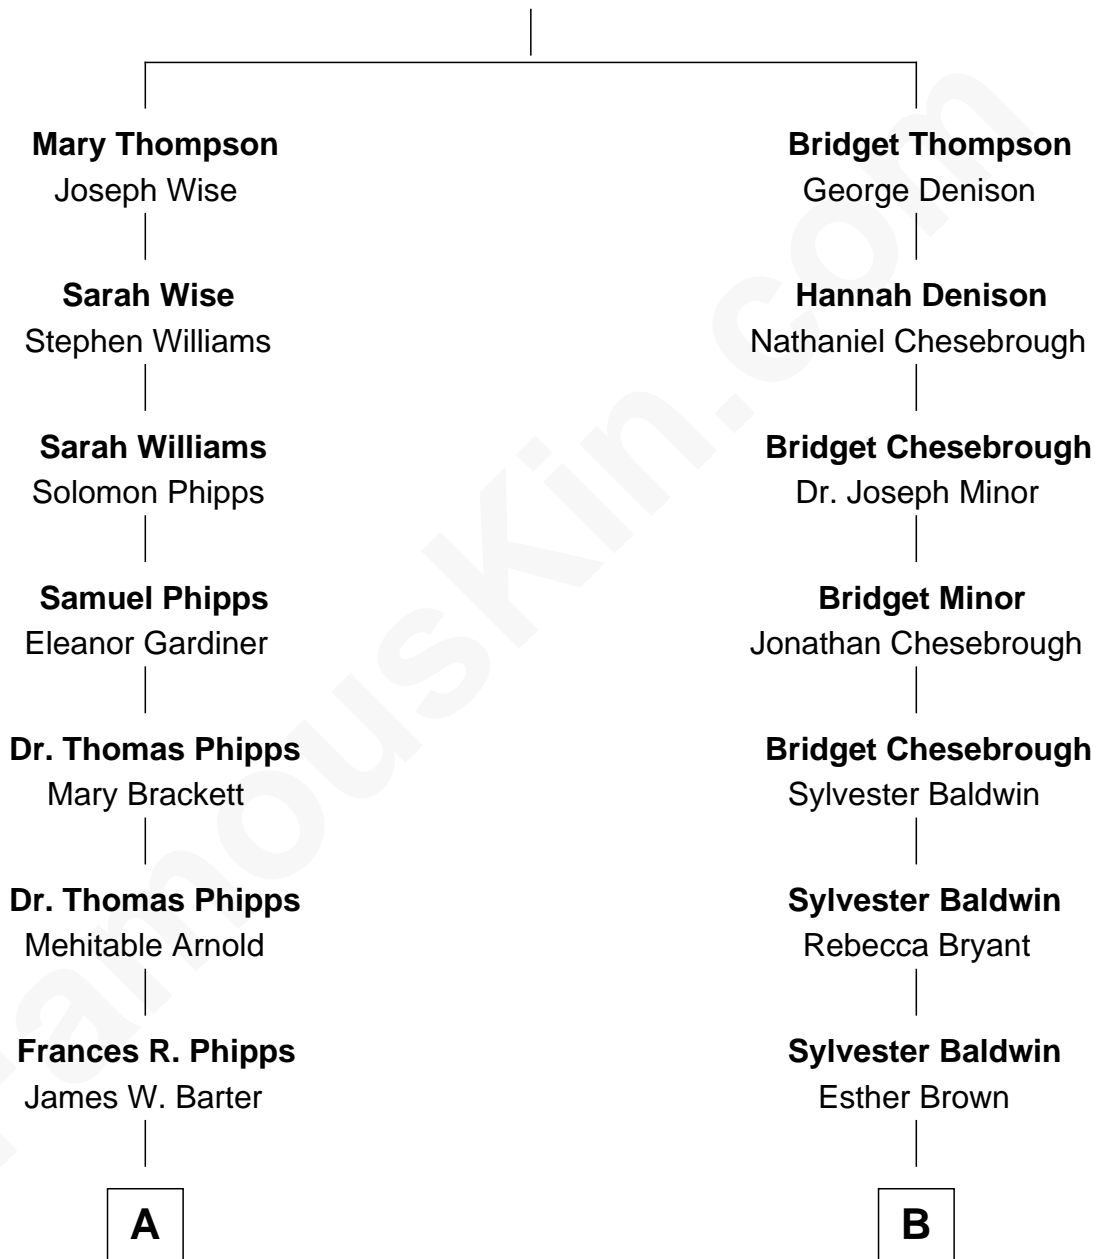 Mary Thompson
Joseph Wise
Sarah Wise
Stephen Williams
Sarah Williams
Solomon Phipps
Samuel Phipps
Eleanor Gardiner
Dr. Thomas Phipps
Mary Brackett
Dr. Thomas Phipps
Mehitable Arnold
Frances R. Phipps
James W. Barter
A
Bridget Thompson
George Denison
Hannah Denison
Nathaniel Chesebrough
Bridget Chesebrough
Dr. Joseph Minor
Bridget Minor
Jonathan Chesebrough
Bridget Chesebrough
Sylvester Baldwin
Sylvester Baldwin
Rebecca Bryant
Sylvester Baldwin
Esther Brown
B
FamousKin.com